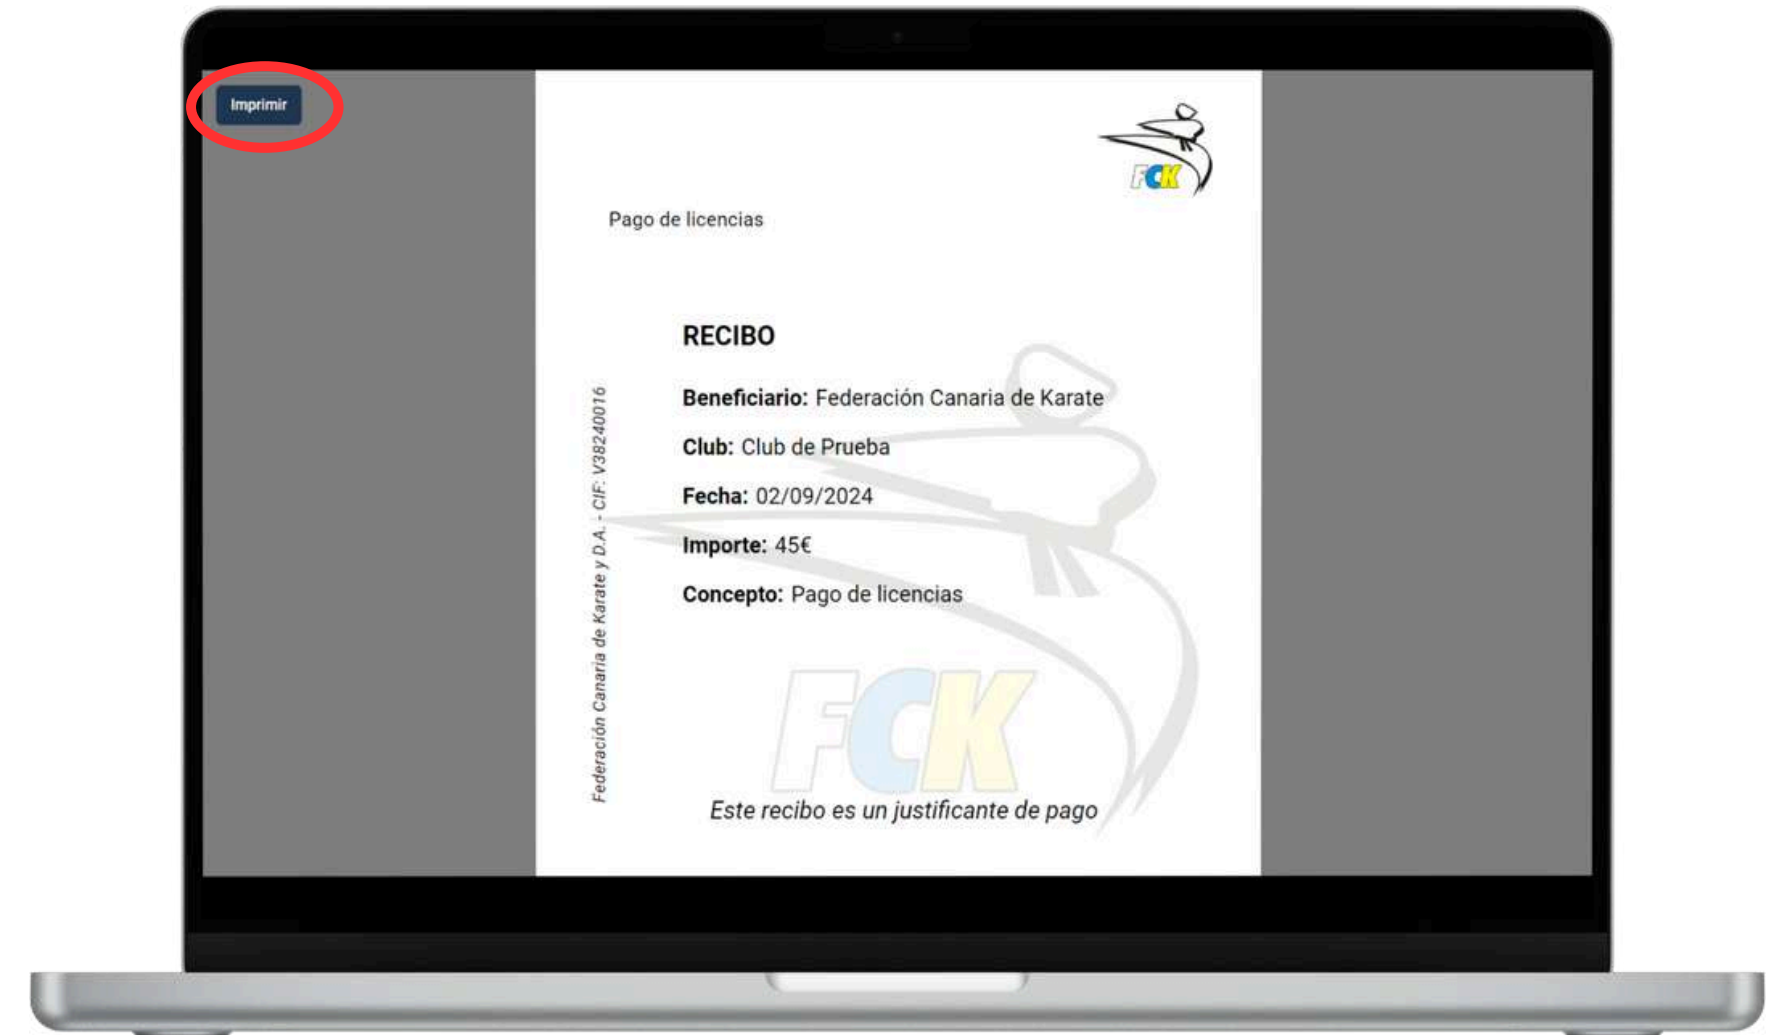 Imprimir
FCK
Pago de licencias
RECIBO
Beneficiario: Federación Canaria de Karate
Club: Club de Prueba
Fecha: 02/09/2024
Importe: 45€
Concepto: Pago de licencias
Federación Canaria de Karate y D.A. - CIF: V38240016
FCK
Este recibo es un justificante de pago